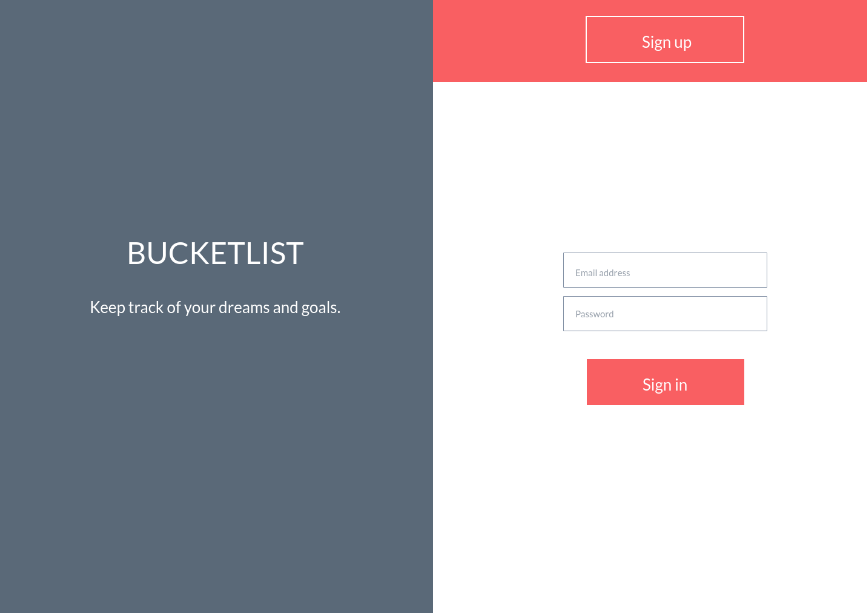 BUCKETLIST
Keep track of your dreams and goals.
Sign up
Email address
Password
Sign in